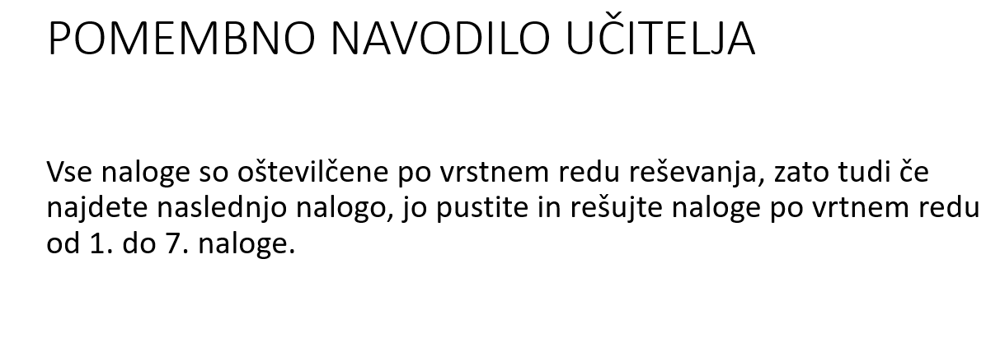 POMEMBNO NAVODILO UČITELJA
Vse naloge so oštevilčene po vrstnem redu reševanja, zato tudi če
najdete naslednjo nalogo, jo pustite in rešujte naloge po vrtnem redu
od 1. do 7. naloge.